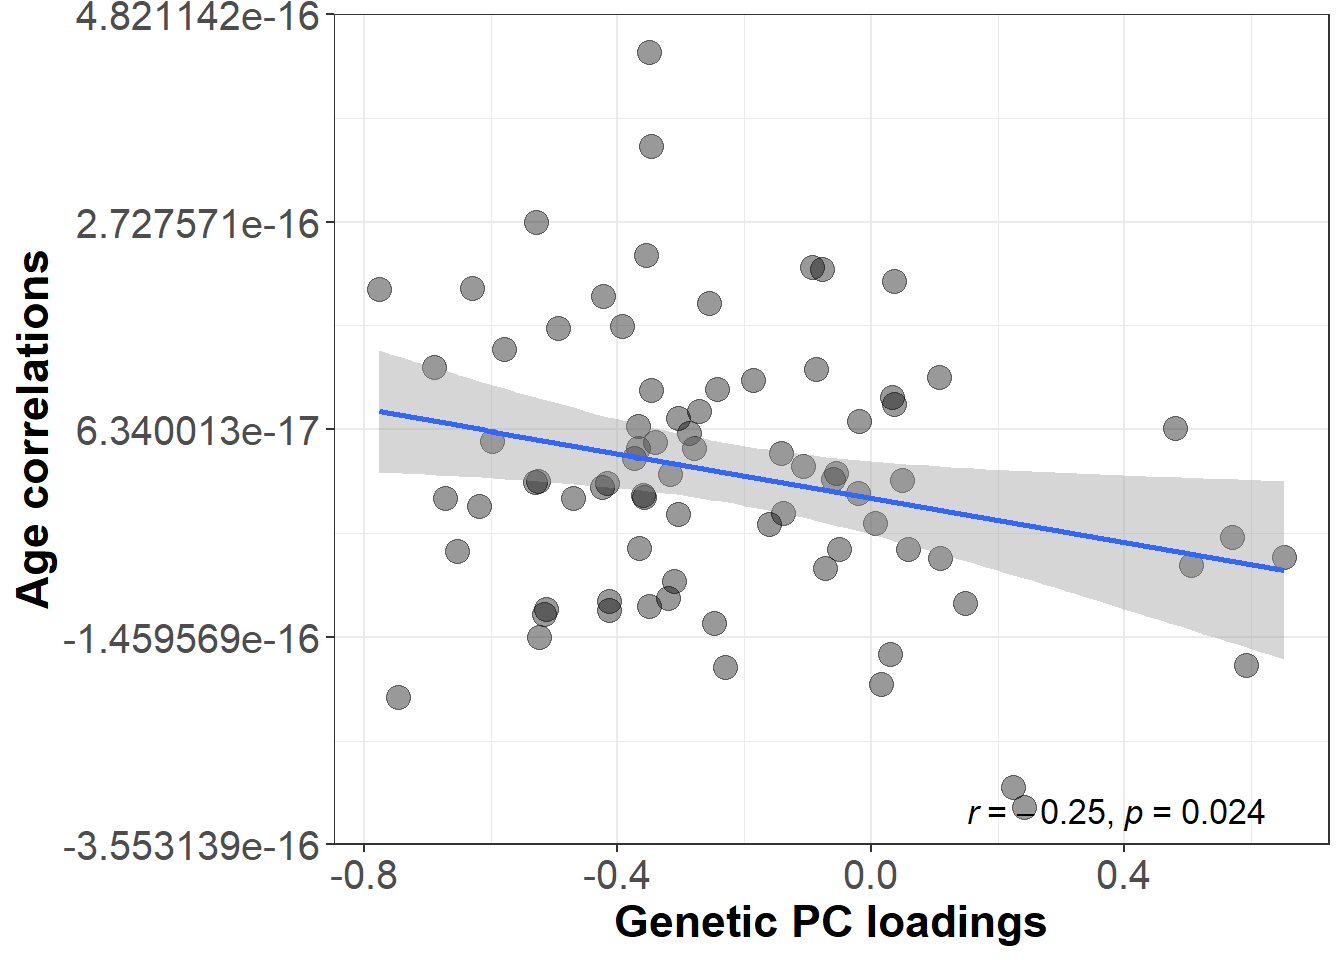 4.821142e-16
2.727571e-16
6.340013e-17
-1.459569e-16
-3.553139e-16
Age correlations
r = −0.25, p = 0.024
-0.8 -0.4 0.0 0.4
Genetic PC loadings